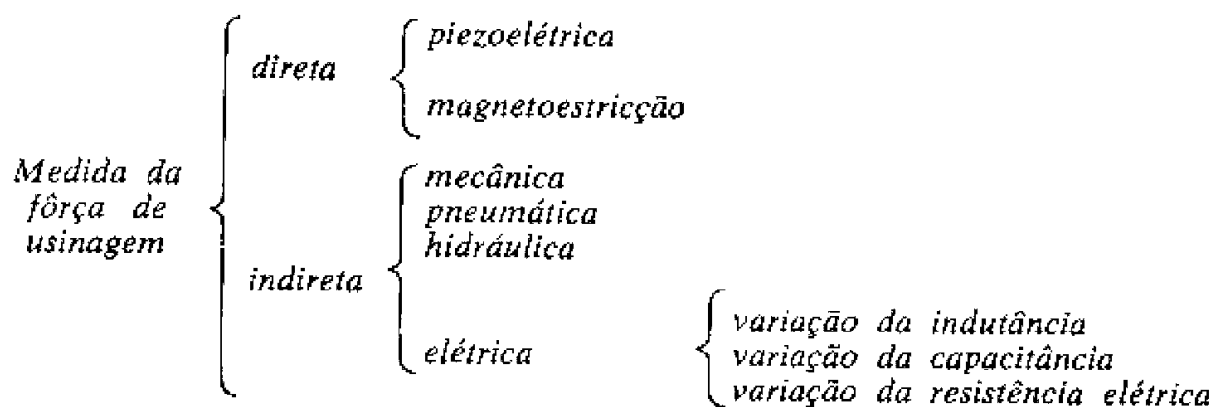 Medida da
fôrça de
usinagem
direta
piezoelétrica
magnetoestricção
indireta
mecânica
pneumática
hidráulica
elétrica
variação da indutância
variação da capacitância
variação da resistência elétrica